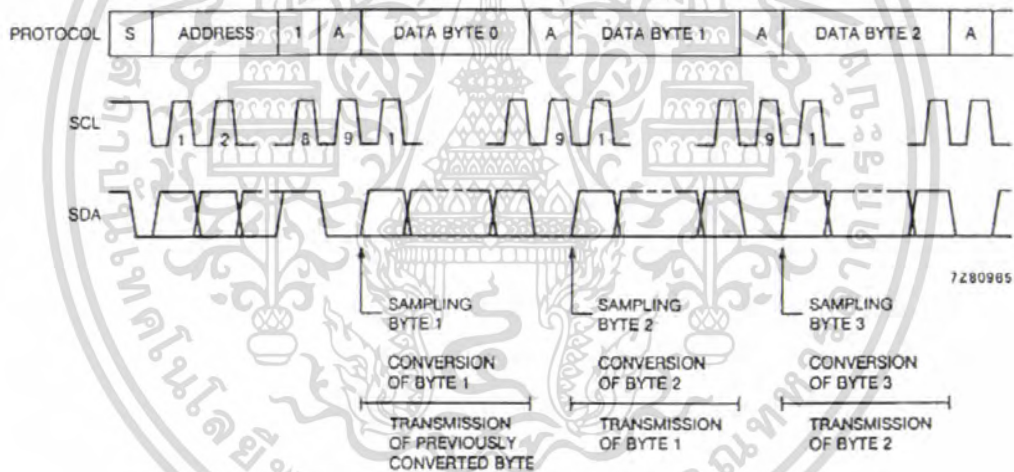 PROTOCOL S ADDRESS 1 A DATA BYTE 0 A DATA BYTE 1 A DATA BYTE 2 A
SCL 1 2 8 9 1 9 1 9 1
SDA
7Z80965
SAMPLING BYTE 1 SAMPLING BYTE 2 SAMPLING BYTE 3
CONVERSION OF BYTE 1 CONVERSION OF BYTE 2 CONVERSION OF BYTE 3
TRANSMISSION OF PREVIOUSLY CONVERTED BYTE TRANSMISSION OF BYTE 1 TRANSMISSION OF BYTE 2